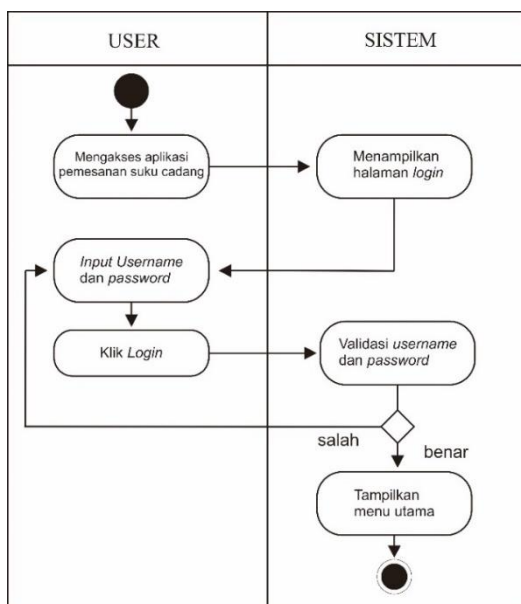 USER
SISTEM
Mengakses aplikasi
pemesanan suku cadang
Menampilkan
halaman login
Input Username
dan password
Klik Login
Validasi username
dan password
salah
benar
Tampilkan
menu utama